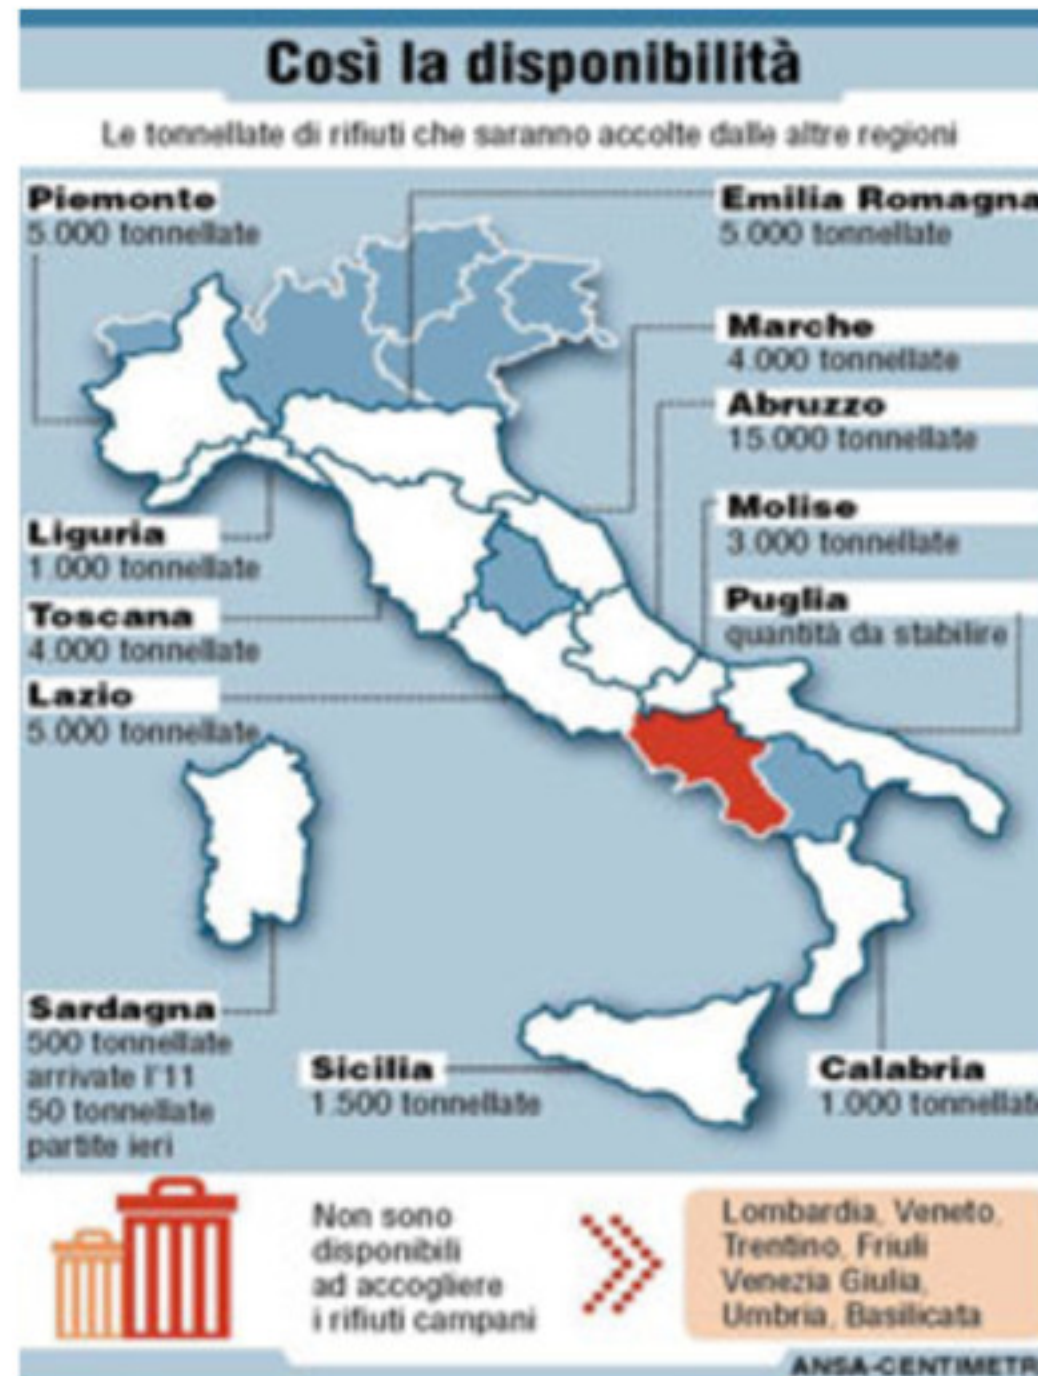 Così la disponibilità
Le tonnellate di rifiuti che saranno accolte dalle altre regioni
Piemonte
5.000 tonnellate
Emilia Romagna
5.000 tonnellate
Marche
4.000 tonnellate
Abruzzo
15.000 tonnellate
Molise
3.000 tonnellate
Puglia
quantità da stabilire
Liguria
1.000 tonnellate
Toscana
4.000 tonnellate
Lazio
5.000 tonnellate
Sardagna
500 tonnellate
arrivate l'11
50 tonnellate
partite ieri
Sicilia
1.500 tonnellate
Calabria
1.000 tonnellat
Non sono
disponibili
ad accogliere
i rifiuti campani
Lombardia, Veneto,
Trentino, Friuli
Venezia Giulia,
Umbria, Basilicata
ANSA-CENTIMETR